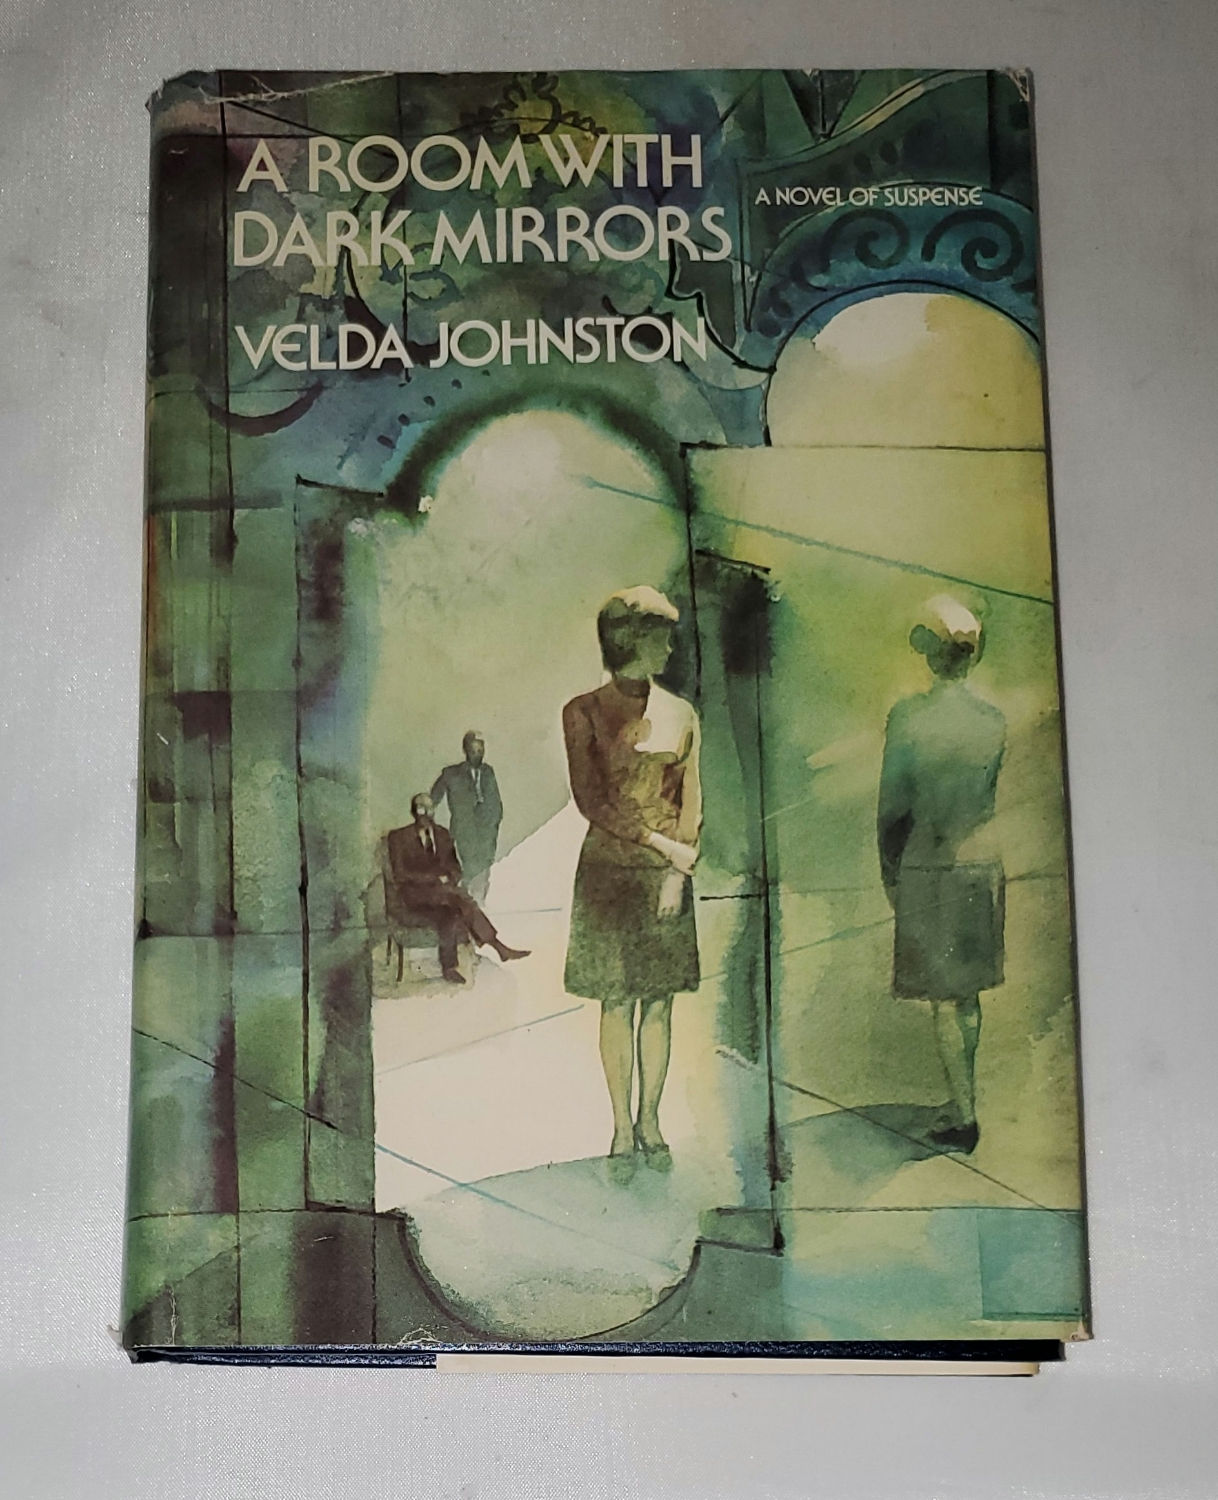 A ROOM WITH
DARK MIRRORS
A NOVEL OF SUSPENSE
VELDA JOHNSTON